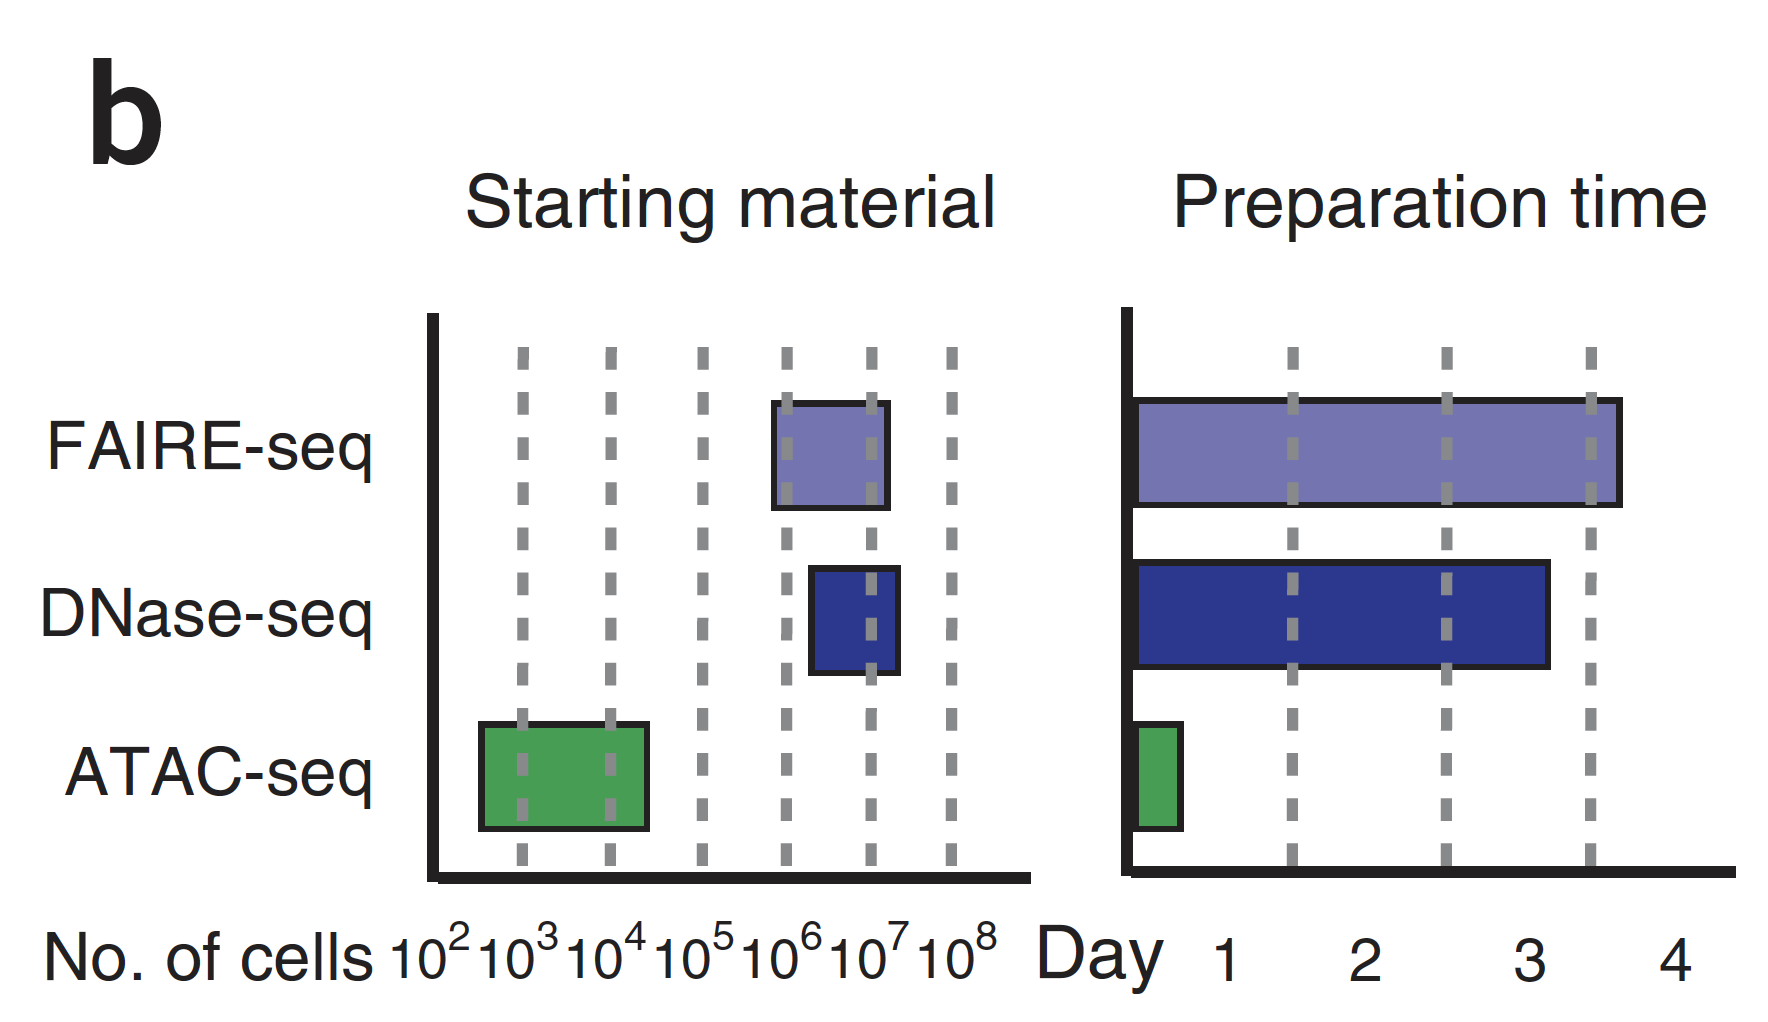 b
Starting material Preparation time
FAIRE-seq
DNase-seq
ATAC-seq
No. of cells 10² 10³ 10⁴ 10⁵ 10⁶ 10⁷ 10⁸ Day 1 2 3 4